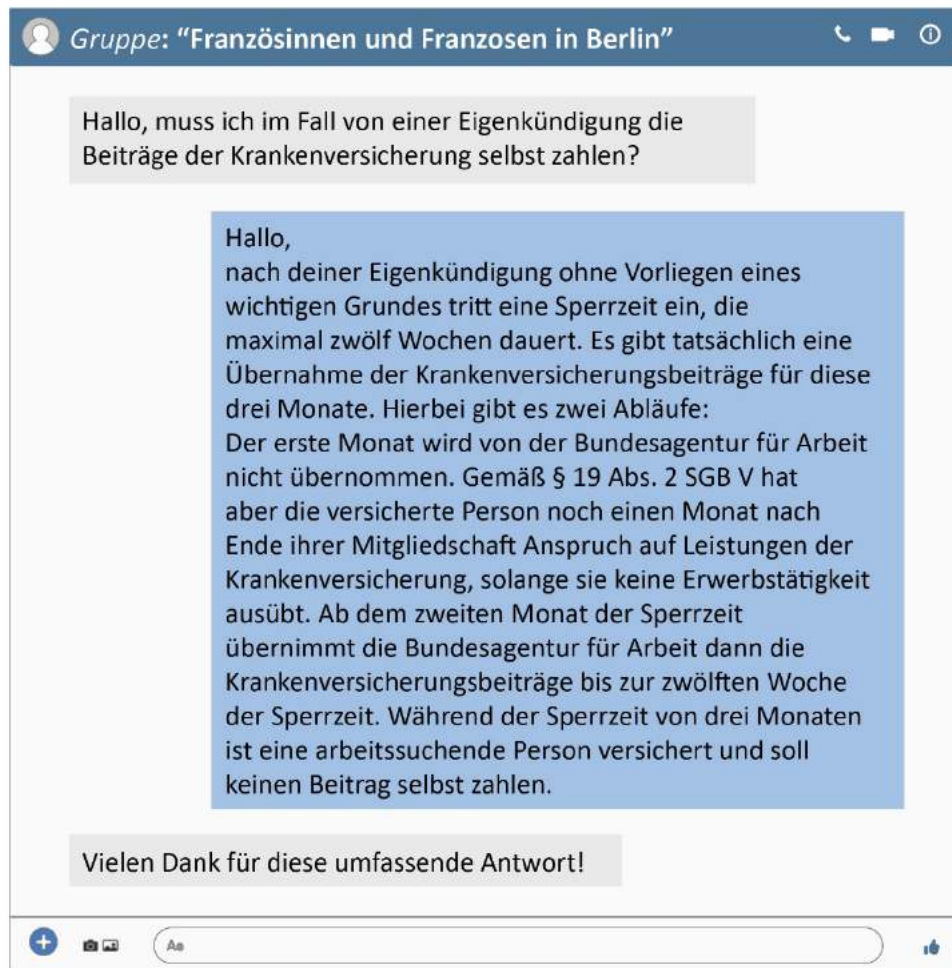 Gruppe: “Französinnen und Franzosen in Berlin”
Hallo, muss ich im Fall von einer Eigenkündigung die
Beiträge der Krankenversicherung selbst zahlen?
Hallo,
nach deiner Eigenkündigung ohne Vorliegen eines
wichtigen Grundes tritt eine Sperrzeit ein, die
maximal zwölf Wochen dauert. Es gibt tatsächlich eine
Übernahme der Krankenversicherungsbeiträge für diese
drei Monate. Hierbei gibt es zwei Abläufe:
Der erste Monat wird von der Bundesagentur für Arbeit
nicht übernommen. Gemäß § 19 Abs. 2 SGB V hat
aber die versicherte Person noch einen Monat nach
Ende ihrer Mitgliedschaft Anspruch auf Leistungen der
Krankenversicherung, solange sie keine Erwerbstätigkeit
ausübt. Ab dem zweiten Monat der Sperrzeit
übernimmt die Bundesagentur für Arbeit dann die
Krankenversicherungsbeiträge bis zur zwölften Woche
der Sperrzeit. Während der Sperrzeit von drei Monaten
ist eine arbeitssuchende Person versichert und soll
keinen Beitrag selbst zahlen.
Vielen Dank für diese umfassende Antwort!
Aa